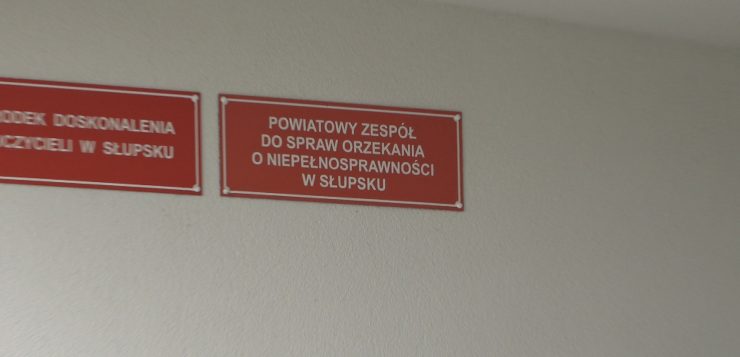 ODEK DOSKONALENIA
CZYCIELI W SŁUPSKU
POWIATOWY ZESPÓŁ
DO SPRAW ORZEKANIA
O NIEPEŁNOSPRAWNOŚCI
W SŁUPSKU